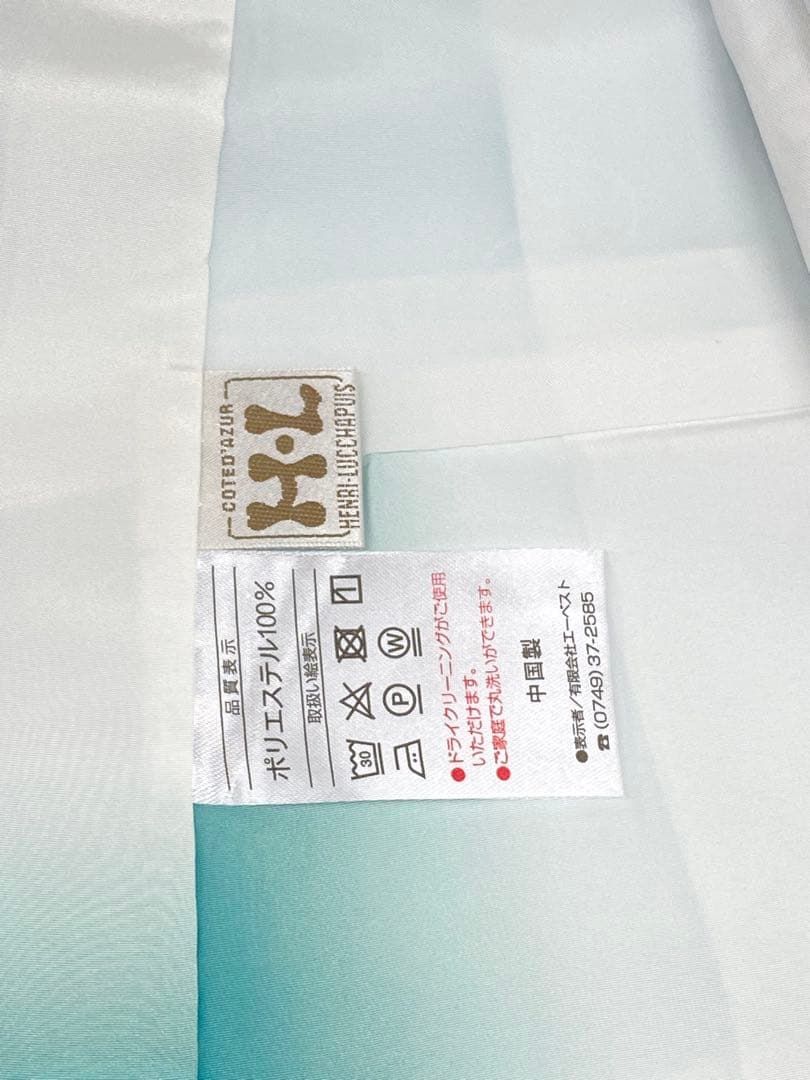 COTED'AZUR
H·L
HENRI·LUCCHAPUIS
品質表示
ポリエステル100%
取扱い絵表示
30
P W
●ドライクリーニングがご使用
いただけます。
●ご家庭で丸洗いができます。
中国製
●表示者/有限会社エーベスト
☎(0749)37-2585